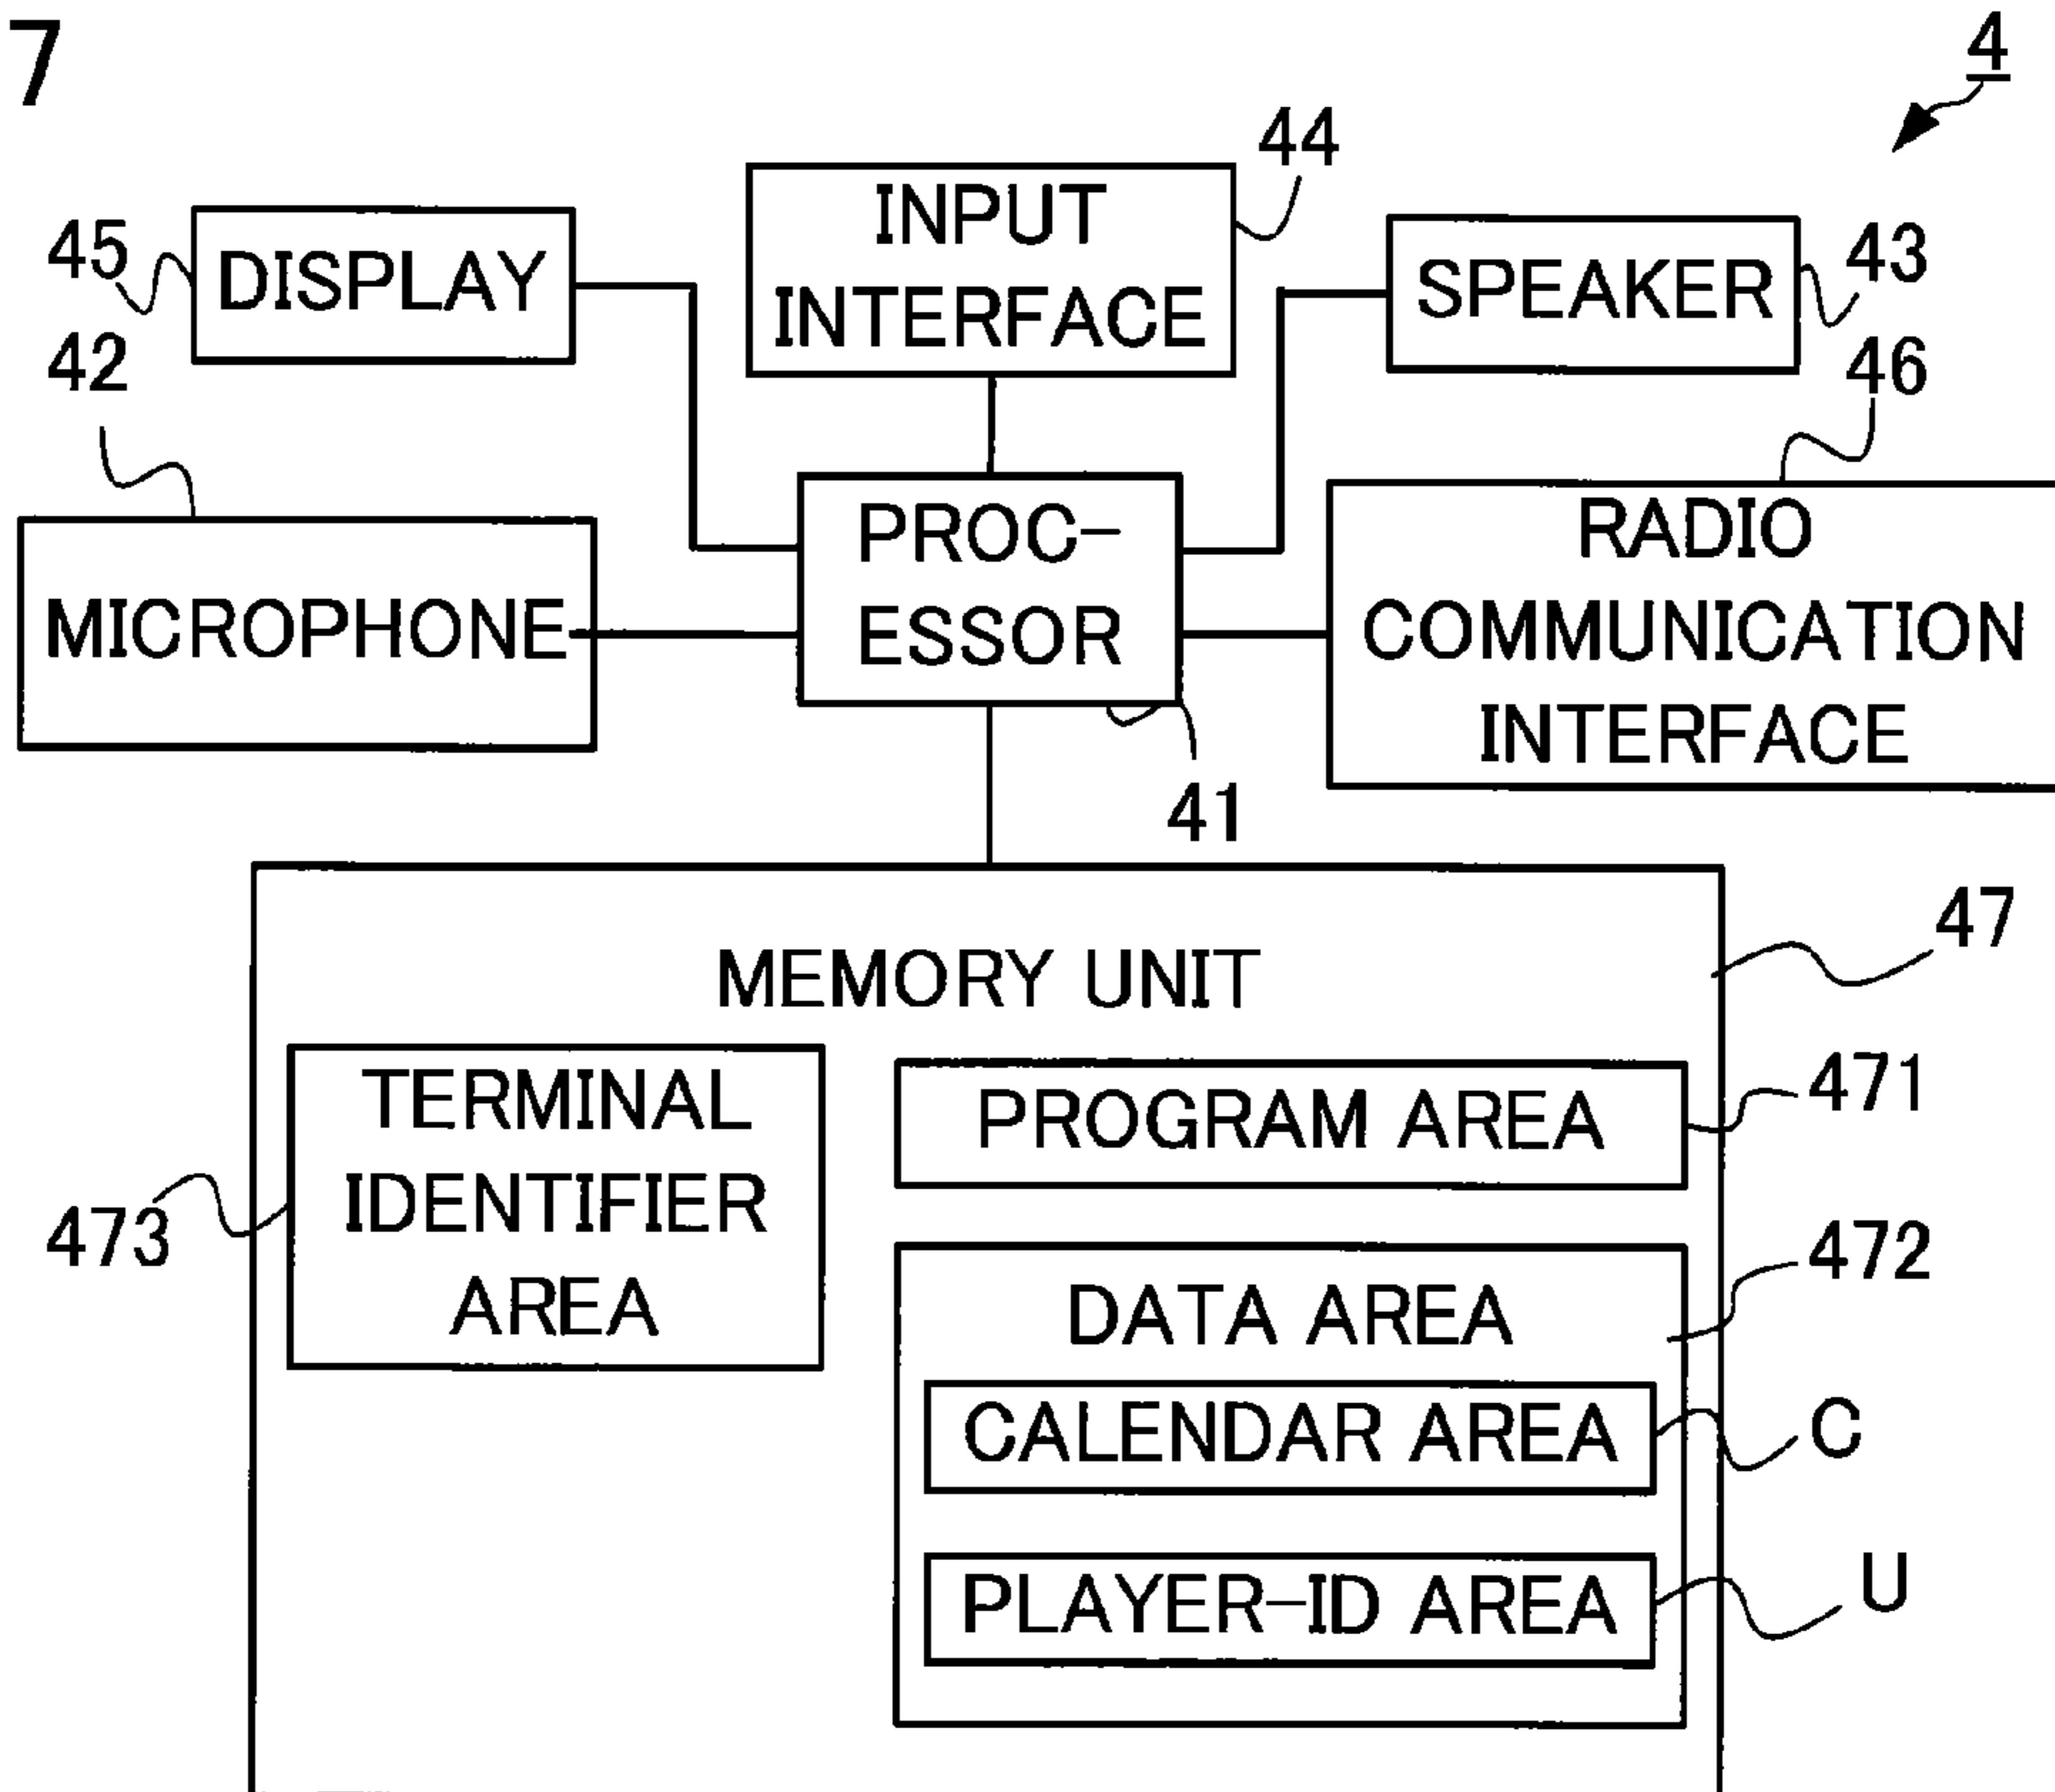 7
4
44
INPUT
INTERFACE
45
DISPLAY
SPEAKER
43
42
46
MICROPHONE
PROC-
ESSOR
RADIO
COMMUNICATION
INTERFACE
41
47
MEMORY UNIT
TERMINAL
IDENTIFIER
AREA
473
PROGRAM AREA
471
472
DATA AREA
CALENDAR AREA
C
PLAYER-ID AREA
U